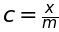 c = x/m